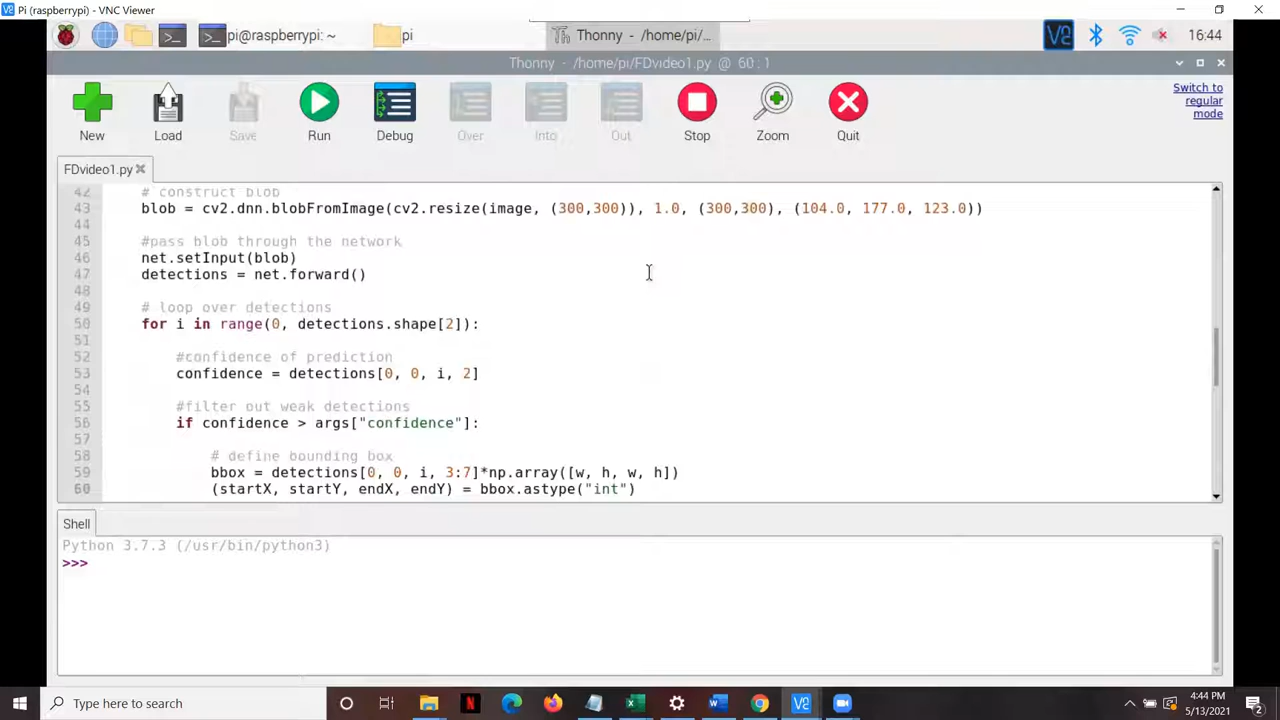 Pi (raspberrypi) - VNC Viewer
pi@raspberrypi: ~
pi
Thonny - /home/pi/...
16:44
Thonny - /home/pi/FDvideo1.py @ 60:1
New
Load
Save
Run
Debug
Over
Into
Out
Stop
Zoom
Quit
Switch to
regular
mode
FDvideo1.py
42 # construct blob
43 blob = cv2.dnn.blobFromImage(cv2.resize(image, (300,300)), 1.0, (300,300), (104.0, 177.0, 123.0))
44
45 #pass blob through the network
46 net.setInput(blob)
47 detections = net.forward()
48
49 # loop over detections
50 for i in range(0, detections.shape[2]):
51
52 #confidence of prediction
53 confidence = detections[0, 0, i, 2]
54
55 #filter out weak detections
56 if confidence > args["confidence"]:
57
58 # define bounding box
59 bbox = detections[0, 0, i, 3:7]*np.array([w, h, w, h])
60 (startX, startY, endX, endY) = bbox.astype("int")
Shell
Python 3.7.3 (/usr/bin/python3)
>>>
Type here to search
4:44 PM
5/13/2021
2